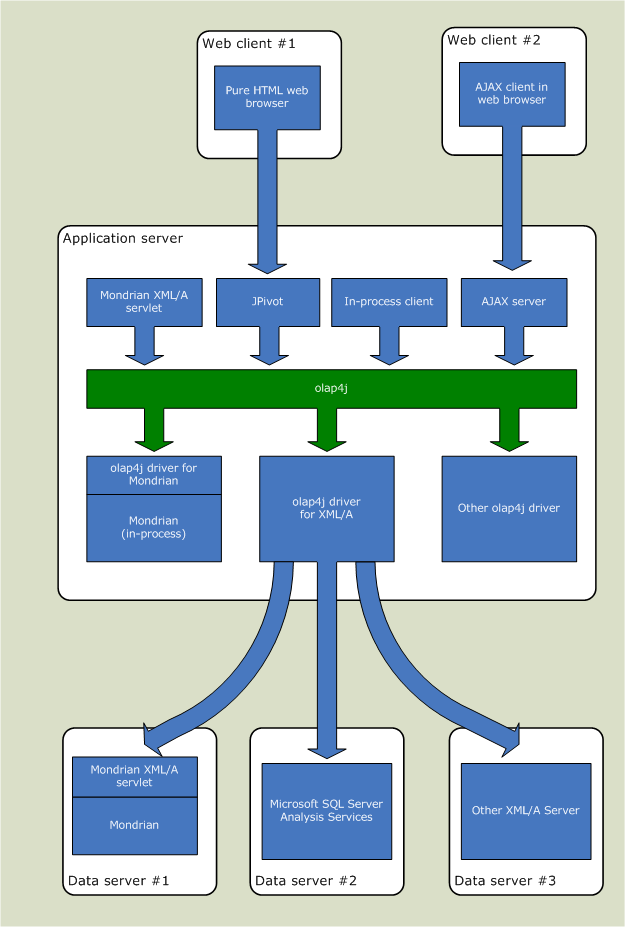 Web client #1
Pure HTML web
browser
Web client #2
AJAX client in
web browser
Application server
Mondrian XML/A
servlet
JPivot
In-process client
AJAX server
olap4j
olap4j driver for
Mondrian
Mondrian
(in-process)
olap4j driver
for XML/A
Other olap4j driver
Mondrian XML/A
servlet
Mondrian
Data server #1
Microsoft SQL Server
Analysis Services
Data server #2
Other XML/A Server
Data server #3